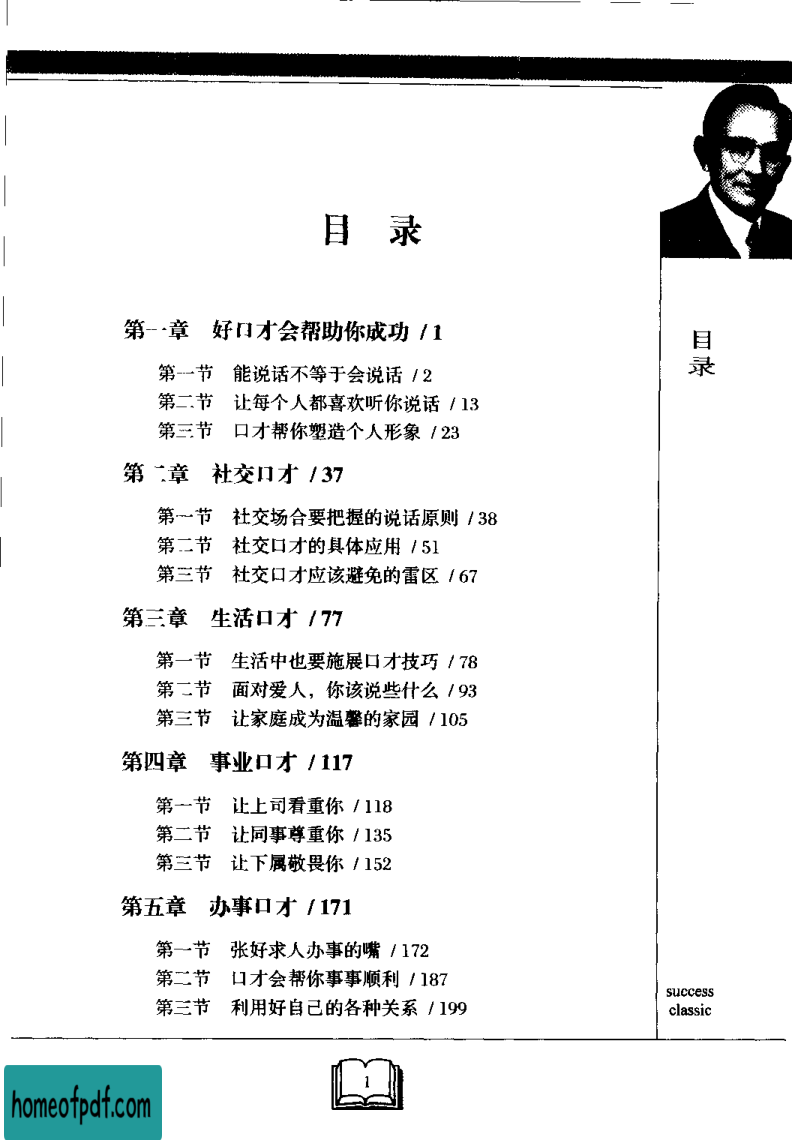 目 录
第一章 好口才会帮助你成功 / 1
第一节 能说话不等于会说话 / 2
第二节 让每个人都喜欢听你说话 / 13
第三节 口才帮你塑造个人形象 / 23
第二章 社交口才 / 37
第一节 社交场合要把握的说话原则 / 38
第二节 社交口才的具体应用 / 51
第三节 社交口才应该避免的雷区 / 67
第三章 生活口才 / 77
第一节 生活中也要施展口才技巧 / 78
第二节 面对爱人，你该说些什么 / 93
第三节 让家庭成为温馨的家园 / 105
第四章 事业口才 / 117
第一节 让上司看重你 / 118
第二节 让同事尊重你 / 135
第三节 让下属敬畏你 / 152
第五章 办事口才 / 171
第一节 张好求人办事的嘴 / 172
第二节 口才会帮你事事顺利 / 187
第三节 利用好自己的各种关系 / 199
目
录
success
classic
1
homeofpdf.com